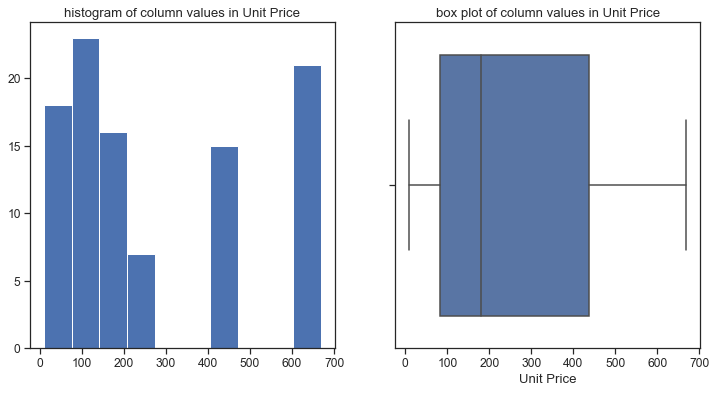 histogram of column values in Unit Price
20
15
10
5
0
0 100 200 300 400 500 600 700
box plot of column values in Unit Price
0 100 200 300 400 500 600 700
Unit Price